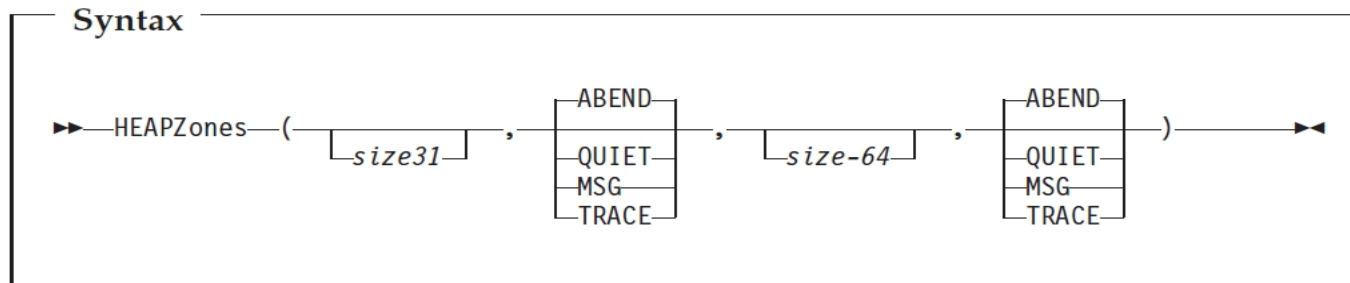 Syntax
ABEND ABEND
HEAPZones ( , , , )
size31 QUIET size-64 QUIET
MSG MSG
TRACE TRACE